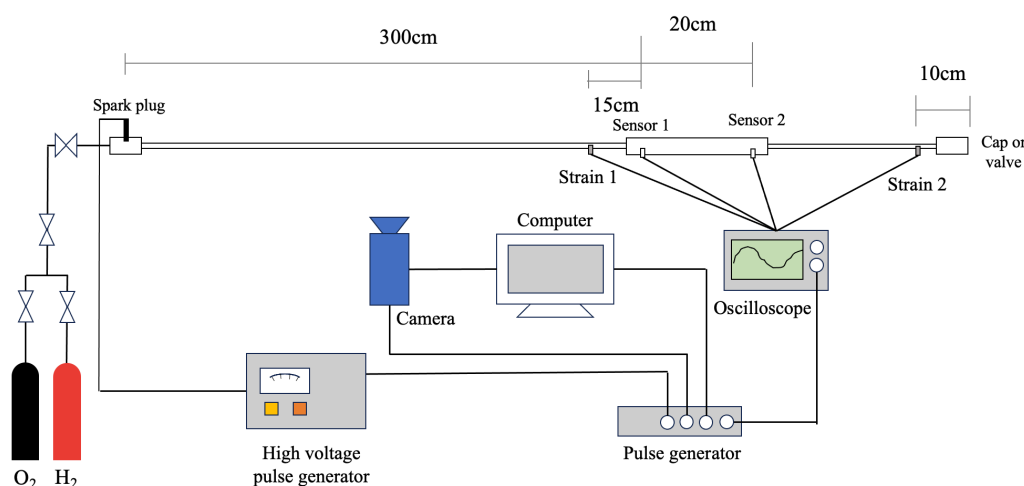 300cm
20cm
10cm
15cm
Spark plug
Sensor 1
Sensor 2
Cap or
valve
Strain 1
Strain 2
Computer
Camera
Oscilloscope
High voltage
pulse generator
Pulse generator
O₂
H₂